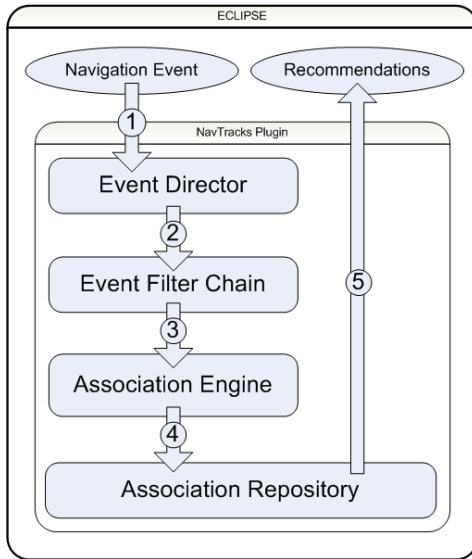 ECLIPSE
Navigation Event
Recommendations
1
NavTracks Plugin
Event Director
2
Event Filter Chain
5
3
Association Engine
4
Association Repository